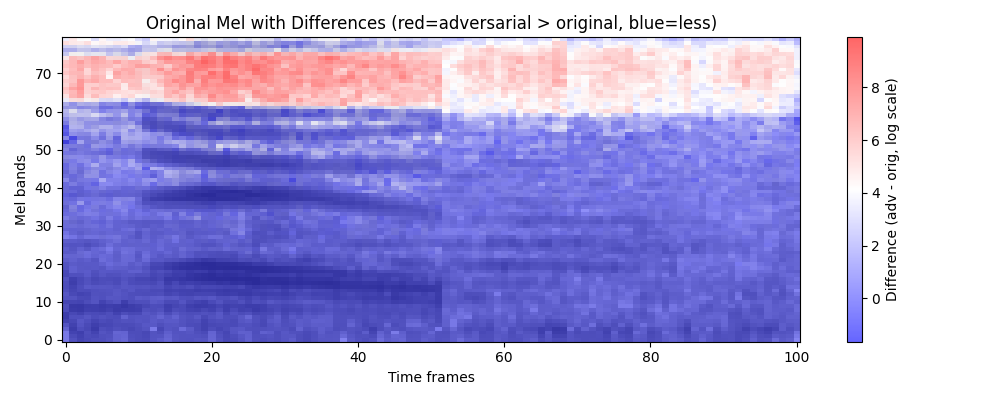 Original Mel with Differences (red=adversarial > original, blue=less)
Mel bands
70
60
50
40
30
20
10
0
0 20 40 60 80 100
Time frames
8
6
4
2
0
Difference (adv - orig, log scale)